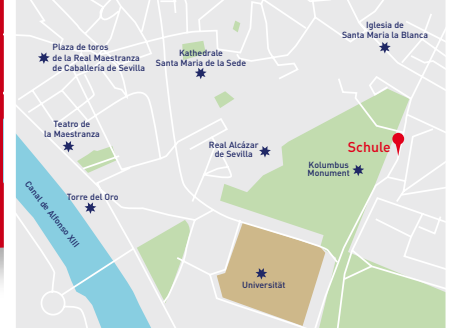 Iglesia de
Santa Maria la Blanca
Plaza de toros
de la Real Maestranza
de Caballería de Sevilla
Kathedrale
Santa Maria de la Sede
Teatro de
la Maestranza
Real Alcázar
de Sevilla
Schule
Kolumbus
Monument
Canal de Alfonso XIII
Torre del Oro
Universität